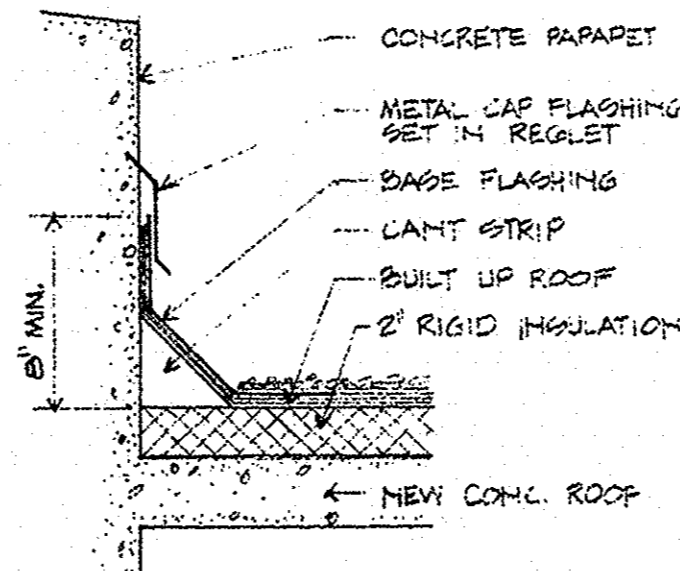 CONCRETE PAPAPET
METAL CAP FLASHING
SET IN REGLET
BASE FLASHING
CANT STRIP
BUILT UP ROOF
2" RIGID INSULATION
8" MIN.
NEW CONC. ROOF